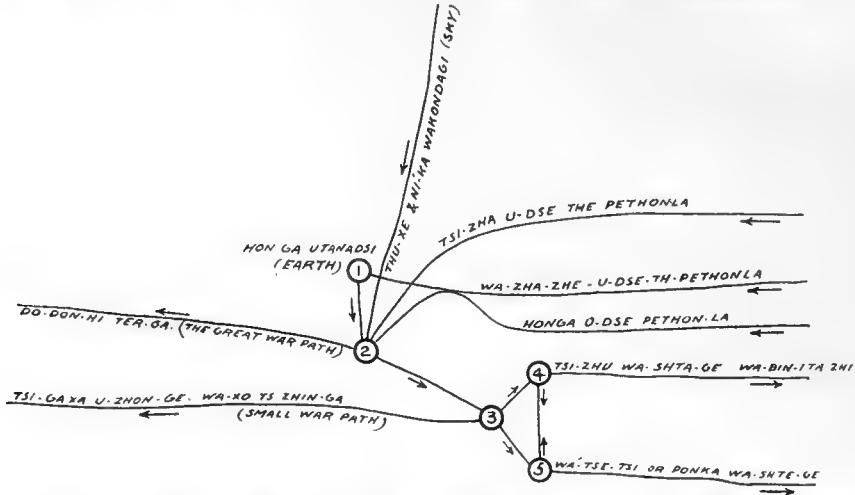 THU-XE & NI-KA WAKONDAGI (SKY)
TSI-ZHA U-DSE THE PETHON-LA
HON GA UTANADSI
(EARTH)
1
WA-ZHA-ZHE-U-DSE-TH-PETHONLA
HONGA O-DSE PETHON-LA
DO-DON-HI TER-GA. (THE GREAT WAR PATH)
2
4
TSI-ZHU WA-SHTA-GE WA-BIN-ITA ZHI
TSI-GAXA U-ZHON-GE. WA-XO TS ZHIN-GA
(SMALL WAR PATH)
3
5
WA'TSE-TSI OR PONKA WA-SHTE-GE